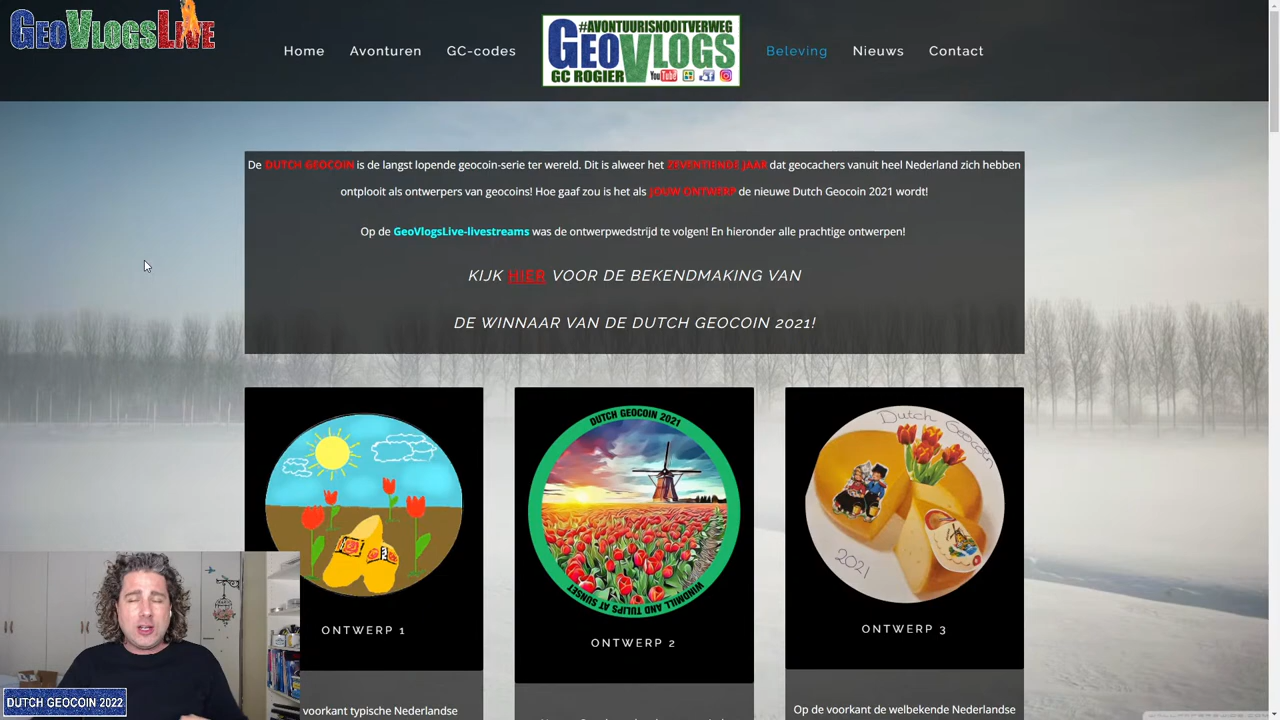 GEOVLOGSLIVE
Home
Avonturen
GC-codes
#AVONTUURISNOOITVERWEG
GEOVLOGS
GC ROGIER
YouTube
Beleving
Nieuws
Contact
De DUTCH GEOCOIN is de langst lopende geocoin-serie ter wereld. Dit is alweer het ZEVENTIENDE JAAR dat geocachers vanuit heel Nederland zich hebben
ontplooit als ontwerpers van geocoins! Hoe gaaf zou is het als JOUW ONTWERP de nieuwe Dutch Geocoin 2021 wordt!
Op de GeoVlogsLive-livestreams was de ontwerpwedstrijd te volgen! En hieronder alle prachtige ontwerpen!
KIJK HIER VOOR DE BEKENDMAKING VAN
DE WINNAAR VAN DE DUTCH GEOCOIN 2021!
DUTCH GEOCOIN 2021
WINDMILL AND TULIPS AT SUNSET
Dutch Geocoin
2021
ONTWERP 1
ONTWERP 2
ONTWERP 3
voorkant typische Nederlandse
Op de voorkant de welbekende Nederlandse
DUTCH GEOCOIN 2022